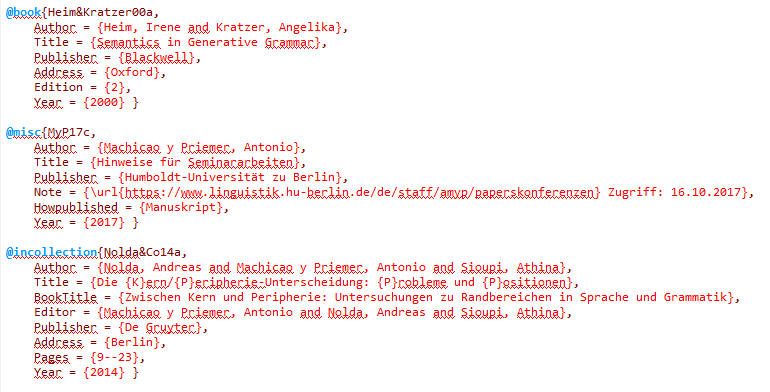 @book{Heim&Kratzer00a,
Author = {Heim, Irene and Kratzer, Angelika},
Title = {Semantics in Generative Grammar},
Publisher = {Blackwell},
Address = {Oxford},
Edition = {2},
Year = {2000} }
@misc{MyP17c,
Author = {Machicao y Priemer, Antonio},
Title = {Hinweise für Seminararbeiten},
Publisher = {Humboldt-Universität zu Berlin},
Note = {\url{https://www.linguistik.hu-berlin.de/de/staff/amyp/paperskonferenzen} Zugriff: 16.10.2017},
Howpublished = {Manuskript},
Year = {2017} }
@incollection{Nolda&Co14a,
Author = {Nolda, Andreas and Machicao y Priemer, Antonio and Sioupi, Athina},
Title = {Die {K}ern/{P}eripherie-Unterscheidung: {P}robleme und {P}ositionen},
BookTitle = {Zwischen Kern und Peripherie: Untersuchungen zu Randbereichen in Sprache und Grammatik},
Editor = {Machicao y Priemer, Antonio and Nolda, Andreas and Sioupi, Athina},
Publisher = {De Gruyter},
Address = {Berlin},
Pages = {9--23},
Year = {2014} }